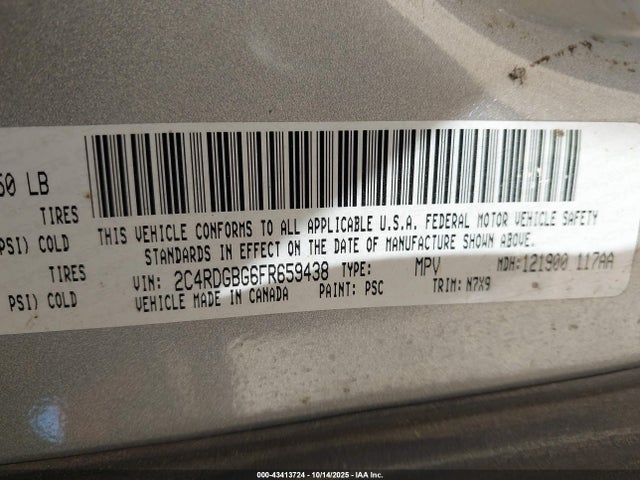 50 LB
TIRES
PSI) COLD
TIRES
PSI) COLD
THIS VEHICLE CONFORMS TO ALL APPLICABLE U.S.A. FEDERAL MOTOR VEHICLE SAFETY
STANDARDS IN EFFECT ON THE DATE OF MANUFACTURE SHOWN ABOVE.
VIN: 2C4RDGBG6FR659438 TYPE: MPV MDH: 121900 117AA
VEHICLE MADE IN CANADA PAINT: PSC TRIM: N7X9
000-43413724 - 10/14/2025 - IAA Inc.